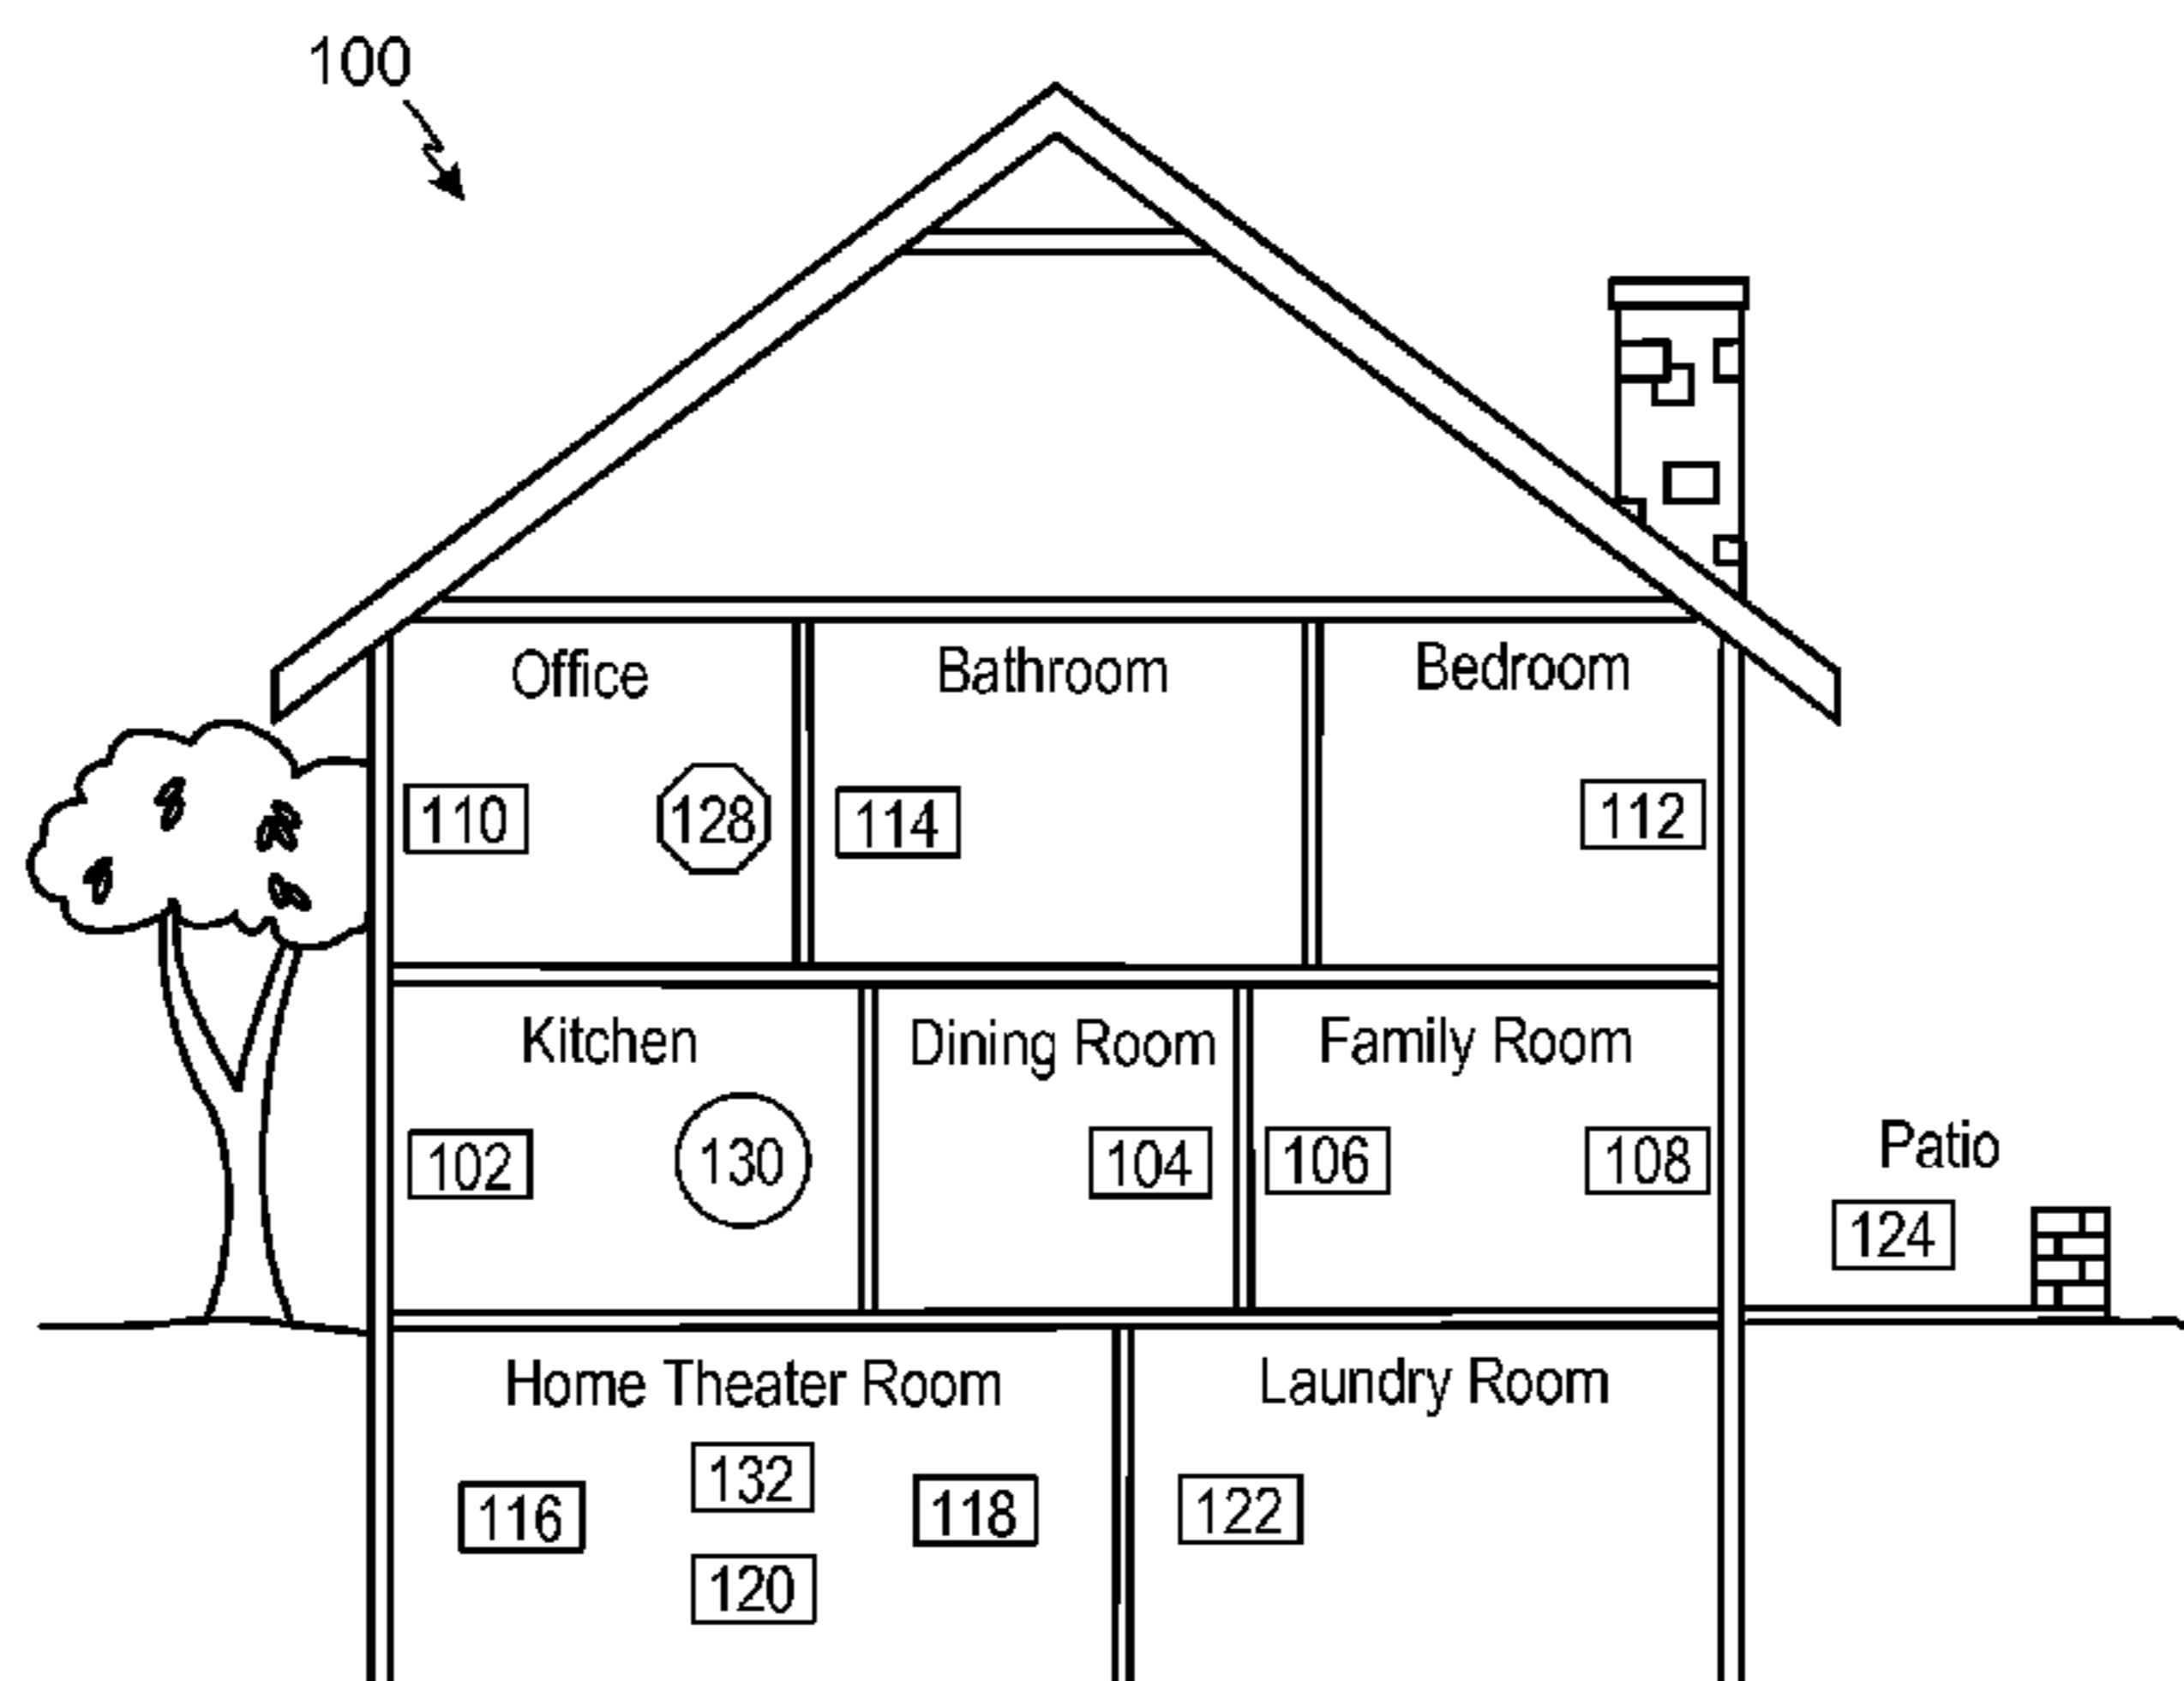 100
Office
Bathroom
Bedroom
110
128
114
112
Kitchen
Dining Room
Family Room
102
130
104
106
108
Patio
124
Home Theater Room
Laundry Room
132
116
118
122
120